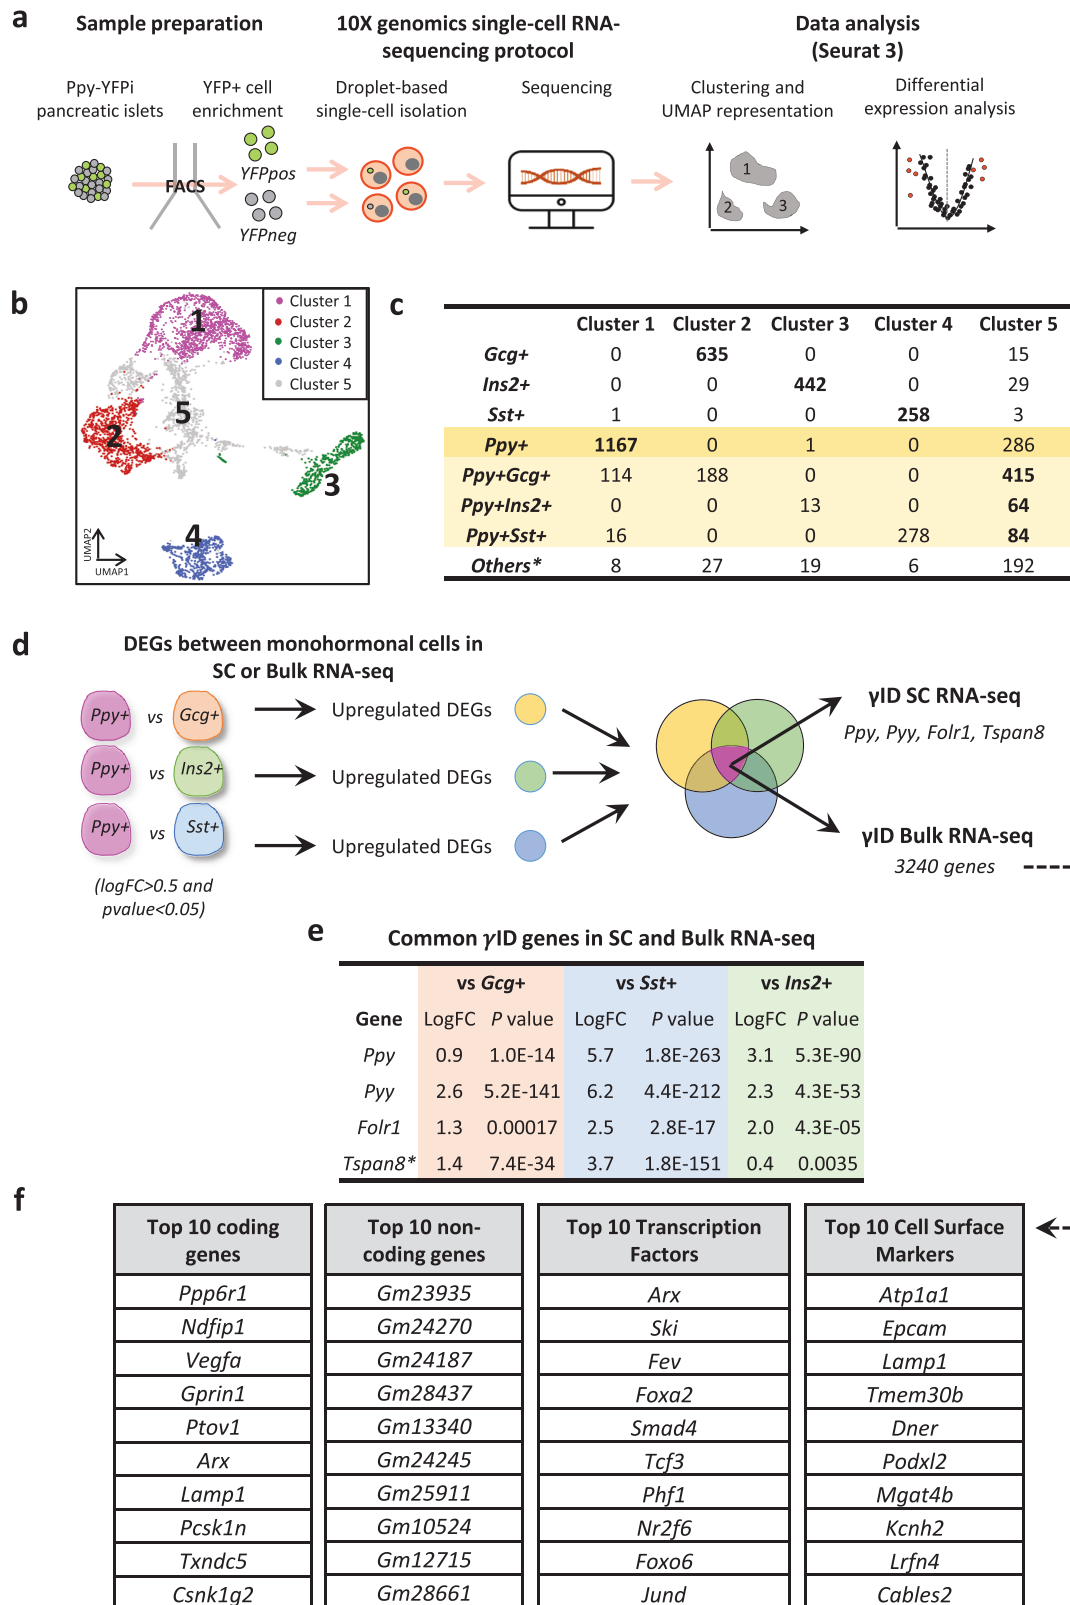 a
Sample preparation
10X genomics single-cell RNA-
sequencing protocol
Data analysis
(Seurat 3)
Ppy-YFPi
pancreatic islets
YFP+ cell
enrichment
Droplet-based
single-cell isolation
Sequencing
Clustering and
UMAP representation
Differential
expression analysis
FACS
YFPpos
YFPneg
1
2
3
b
Cluster 1
Cluster 2
Cluster 3
Cluster 4
Cluster 5
1
2
3
4
5
UMAP2
UMAP1
c
Cluster 1 Cluster 2 Cluster 3 Cluster 4 Cluster 5
Gcg+ 0 635 0 0 15
Ins2+ 0 0 442 0 29
Sst+ 1 0 0 258 3
Ppy+ 1167 0 1 0 286
Ppy+Gcg+ 114 188 0 0 415
Ppy+Ins2+ 0 0 13 0 64
Ppy+Sst+ 16 0 0 278 84
Others* 8 27 19 6 192
d
DEGs between monohormonal cells in
SC or Bulk RNA-seq
Ppy+ vs Gcg+ Upregulated DEGs
Ppy+ vs Ins2+ Upregulated DEGs
Ppy+ vs Sst+ Upregulated DEGs
(logFC>0.5 and
pvalue<0.05)
γID SC RNA-seq
Ppy, Pyy, Folr1, Tspan8
γID Bulk RNA-seq
3240 genes
e
Common γID genes in SC and Bulk RNA-seq
vs Gcg+ vs Sst+ vs Ins2+
Gene LogFC P value LogFC P value LogFC P value
Ppy 0.9 1.0E-14 5.7 1.8E-263 3.1 5.3E-90
Pyy 2.6 5.2E-141 6.2 4.4E-212 2.3 4.3E-53
Folr1 1.3 0.00017 2.5 2.8E-17 2.0 4.3E-05
Tspan8* 1.4 7.4E-34 3.7 1.8E-151 0.4 0.0035
f
Top 10 coding
genes
Ppp6r1
Ndfip1
Vegfa
Gprin1
Ptov1
Arx
Lamp1
Pcsk1n
Txndc5
Csnk1g2
Top 10 non-
coding genes
Gm23935
Gm24270
Gm24187
Gm28437
Gm13340
Gm24245
Gm25911
Gm10524
Gm12715
Gm28661
Top 10 Transcription
Factors
Arx
Ski
Fev
Foxa2
Smad4
Tcf3
Phf1
Nr2f6
Foxo6
Jund
Top 10 Cell Surface
Markers
Atp1a1
Epcam
Lamp1
Tmem30b
Dner
Podxl2
Mgat4b
Kcnh2
Lrfn4
Cables2